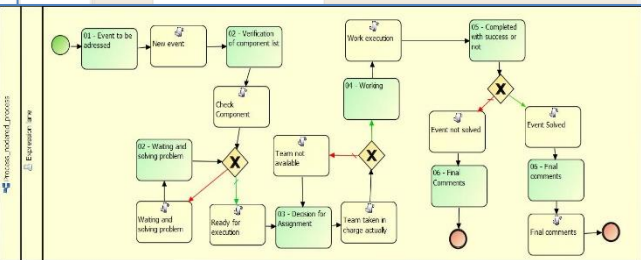 Expression lane
01 - Event to be
adressed
New event
02 - Verification
of component list
Check
Component
02 - Wating and
solving problem
Wating and
solving problem
Ready for
execution
03 - Decision for
Assignment
Team not
available
Team taken in
charge actually
04 - Working
Work execution
05 - Completed
with success or
not
Event not solved
06 - Final
Comments
Event Solved
06 - Final
comments
Final comments